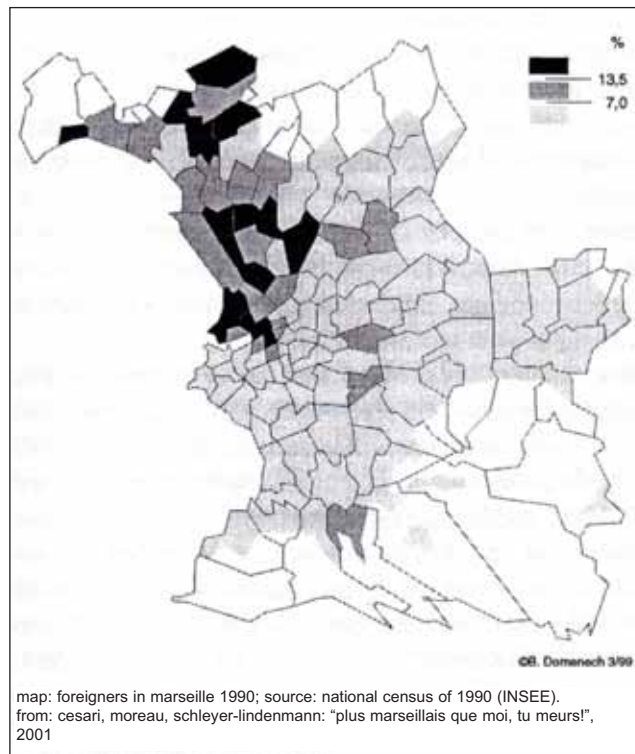 %
13,5
7,0
©B. Domenech 3/99
map: foreigners in marseille 1990; source: national census of 1990 (INSEE).
from: cesari, moreau, schleyer-lindenmann: “plus marseillais que moi, tu meurs!”,
2001